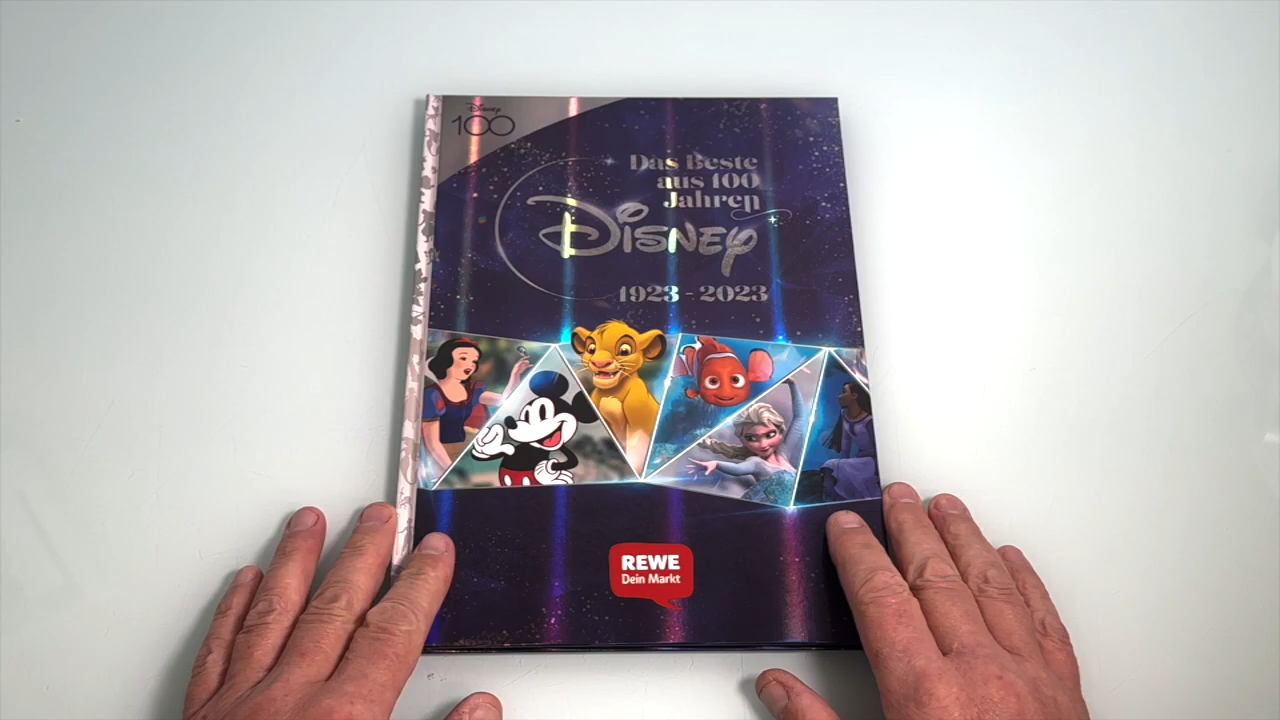 Disney
100
Das Beste
aus 100
Jahren
Disney
1923 - 2023
REWE
Dein Markt